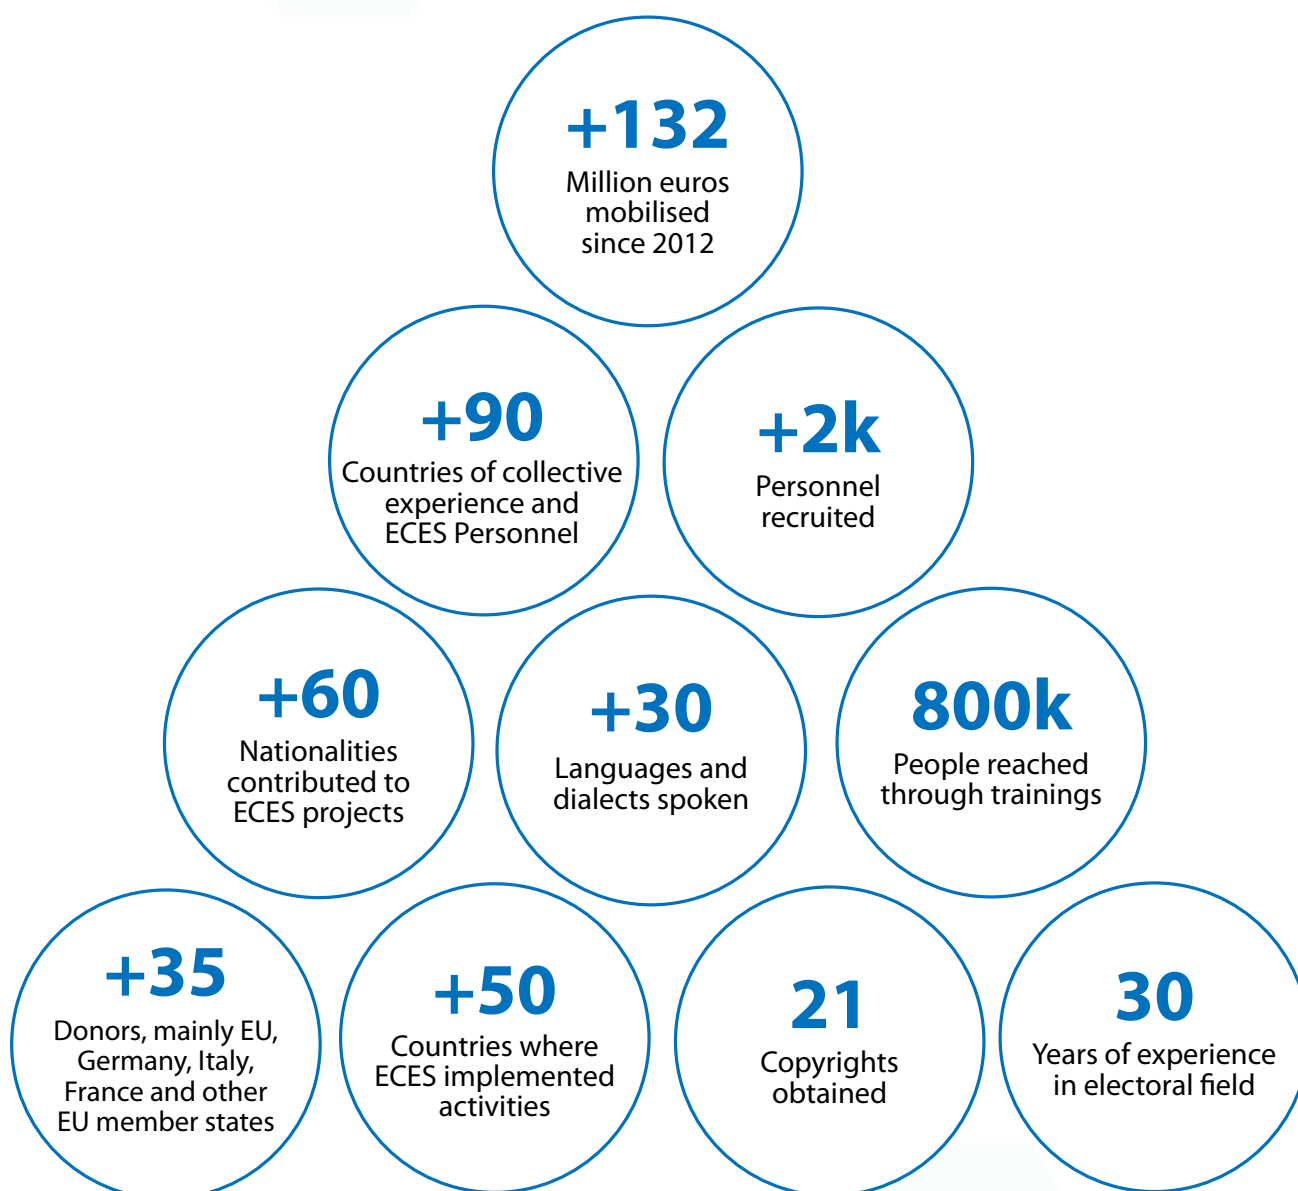 +132
Million euros
mobilised
since 2012
+90
Countries of collective
experience and
ECES Personnel
+2k
Personnel
recruited
+60
Nationalities
contributed to
ECES projects
+30
Languages and
dialects spoken
800k
People reached
through trainings
+35
Donors, mainly EU,
Germany, Italy,
France and other
EU member states
+50
Countries where
ECES implemented
activities
21
Copyrights
obtained
30
Years of experience
in electoral field